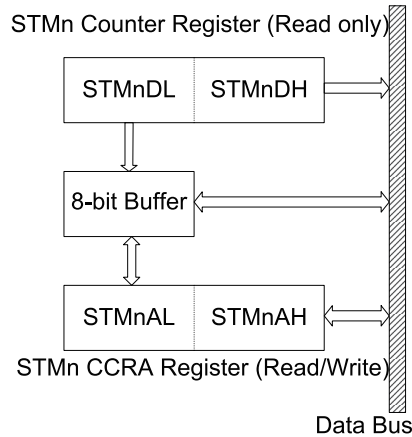 STMn Counter Register (Read only)
STMnDL STMnDH
8-bit Buffer
STMnAL STMnAH
STMn CCRA Register (Read/Write)
Data Bus